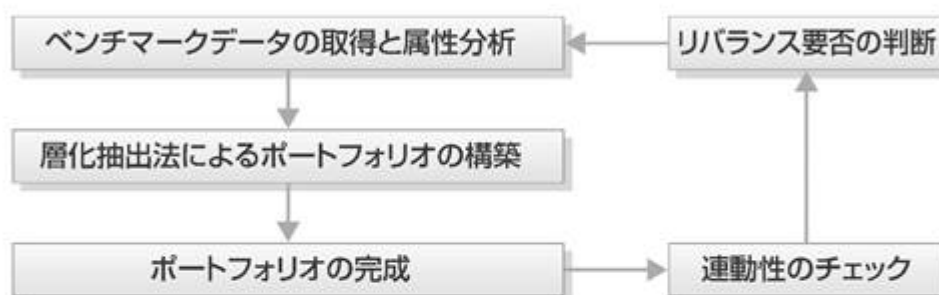 ベンチマークデータの取得と属性分析
リバランス要否の判断
層化抽出法によるポートフォリオの構築
ポートフォリオの完成
連動性のチェック